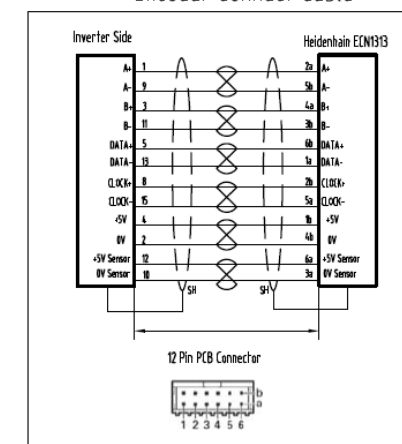 Inverter Side
Heidenhain ECN1313
A+ 1 2a A+
A- 9 5b A-
B+ 3 4a B+
B- 11 3b B-
DATA+ 5 6b DATA+
DATA- 13 1a DATA-
CLOCK+ 8 2b CLOCK+
CLOCK- 15 5a CLOCK-
+5V 4 1b +5V
0V 2 4b 0V
+5V Sensor 12 6a +5V Sensor
0V Sensor 10 3a 0V Sensor
SH SH
12 Pin PCB Connector
b
a
1 2 3 4 5 6